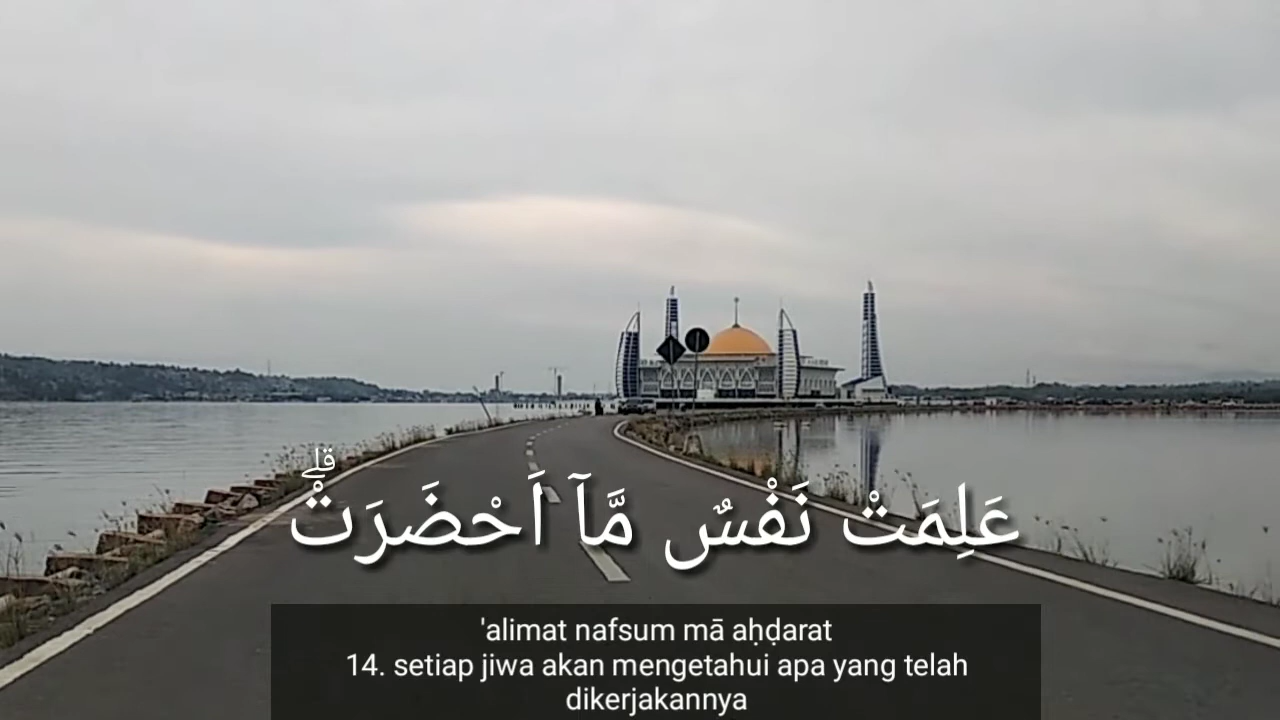 عَلِمَتْ نَفْسٌ مَّآ اَحْضَرَتْۗ
'alimat nafsum mā aḥḍarat
14. setiap jiwa akan mengetahui apa yang telah
dikerjakannya